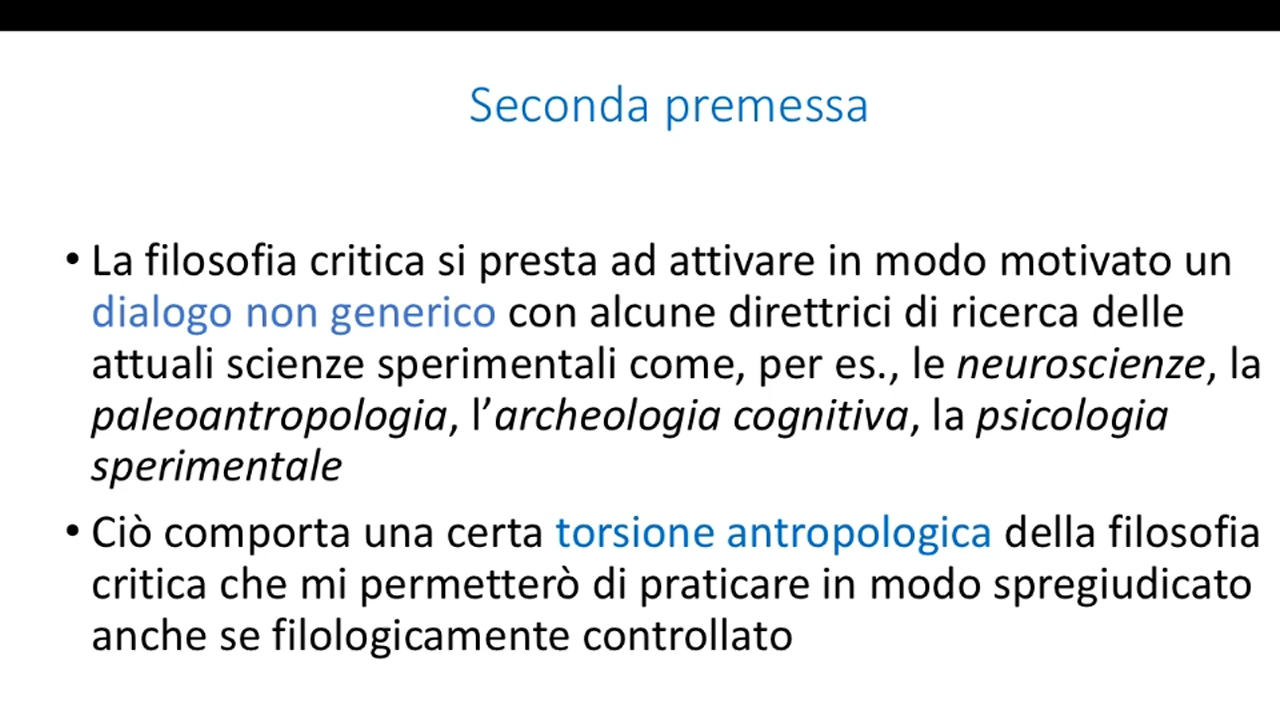 Seconda premessa
• La filosofia critica si presta ad attivare in modo motivato un
dialogo non generico con alcune direttrici di ricerca delle
attuali scienze sperimentali come, per es., le neuroscienze, la
paleoantropologia, l’archeologia cognitiva, la psicologia
sperimentale
• Ciò comporta una certa torsione antropologica della filosofia
critica che mi permetterò di praticare in modo spregiudicato
anche se filologicamente controllato